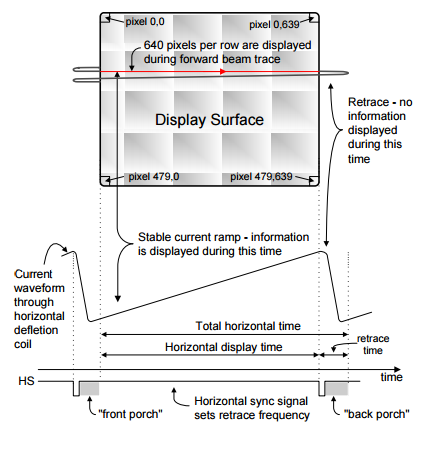 pixel 0,0
pixel 0,639
640 pixels per row are displayed
during forward beam trace
Retrace - no
information
displayed
during this
time
Display Surface
pixel 479,0
pixel 479,639
Stable current ramp - information
is displayed during this time
Current
waveform
through
horizontal
defletion
coil
Total horizontal time
Horizontal display time
retrace
time
time
HS
"front porch"
Horizontal sync signal
sets retrace frequency
"back porch"